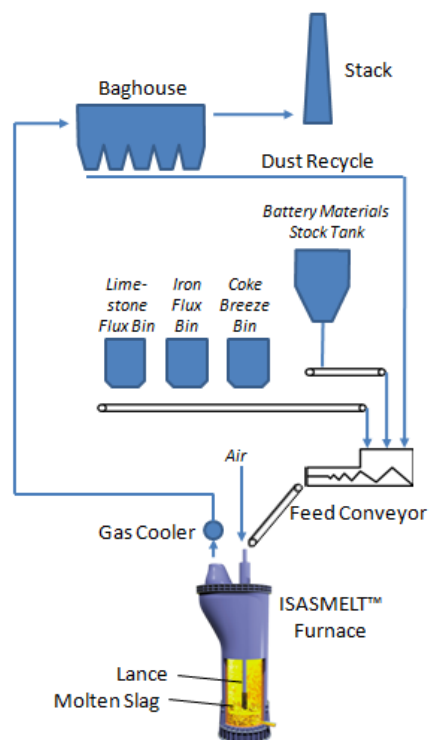 Stack
Baghouse
Dust Recycle
Battery Materials
Stock Tank
Lime-
stone
Flux Bin
Iron
Flux
Bin
Coke
Breeze
Bin
Air
Feed Conveyor
Gas Cooler
ISASMELT™
Furnace
Lance
Molten Slag